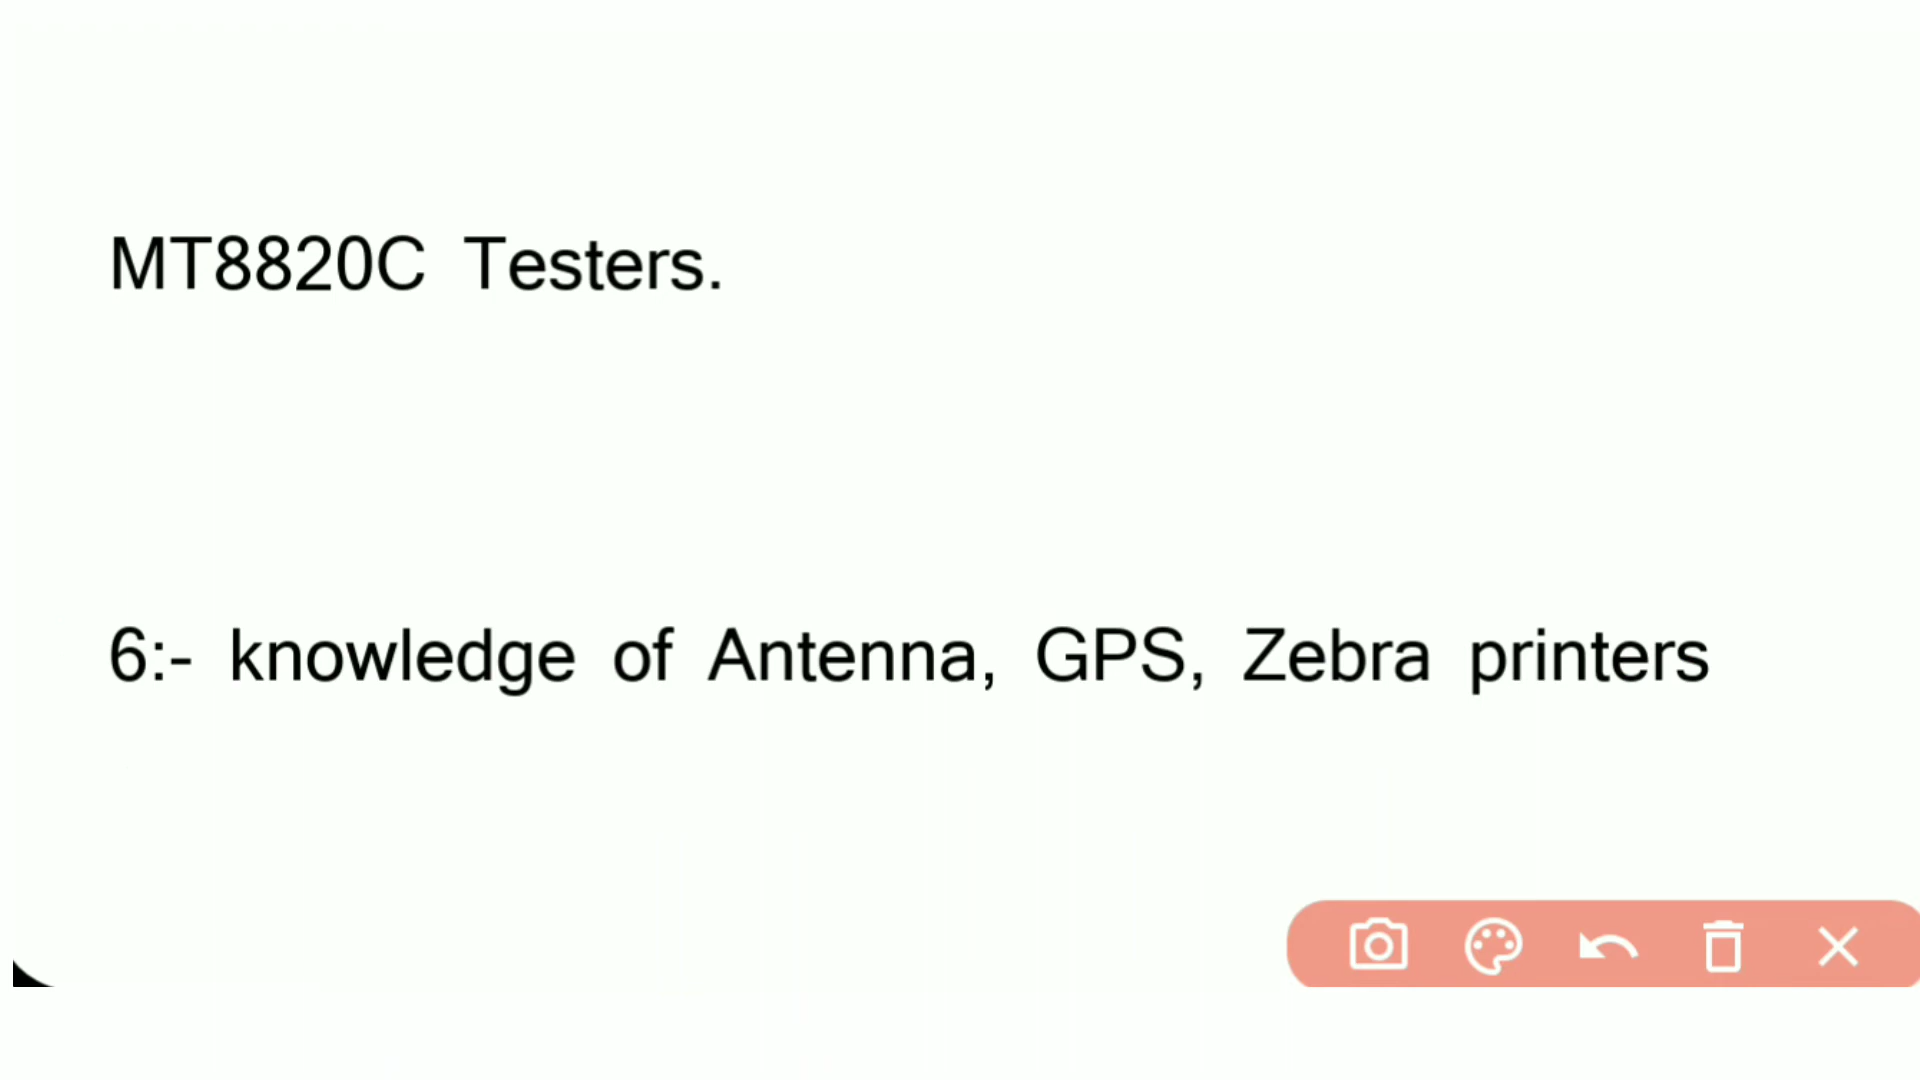 MT8820C Testers.
6:- knowledge of Antenna, GPS, Zebra printers